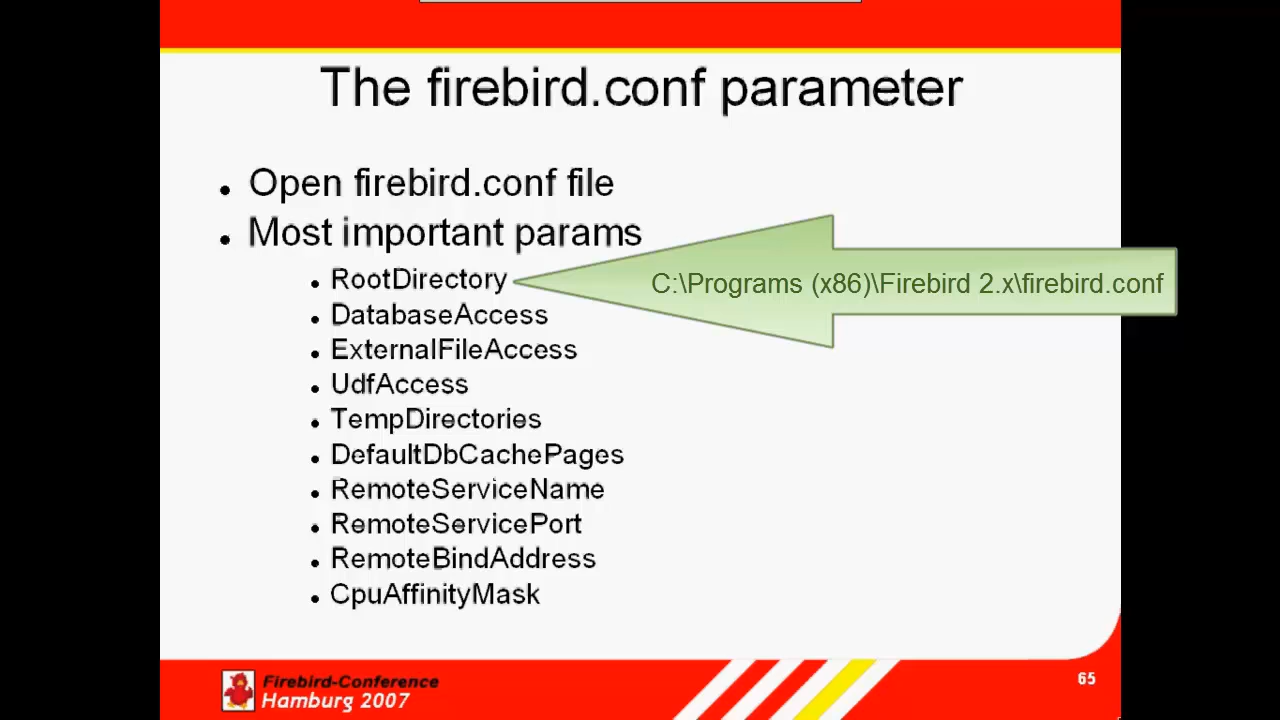 The firebird.conf parameter
Open firebird.conf file
Most important params
RootDirectory
C:\Programs (x86)\Firebird 2.x\firebird.conf
DatabaseAccess
ExternalFileAccess
UdfAccess
TempDirectories
DefaultDbCachePages
RemoteServiceName
RemoteServicePort
RemoteBindAddress
CpuAffinityMask
Firebird-Conference
Hamburg 2007
65